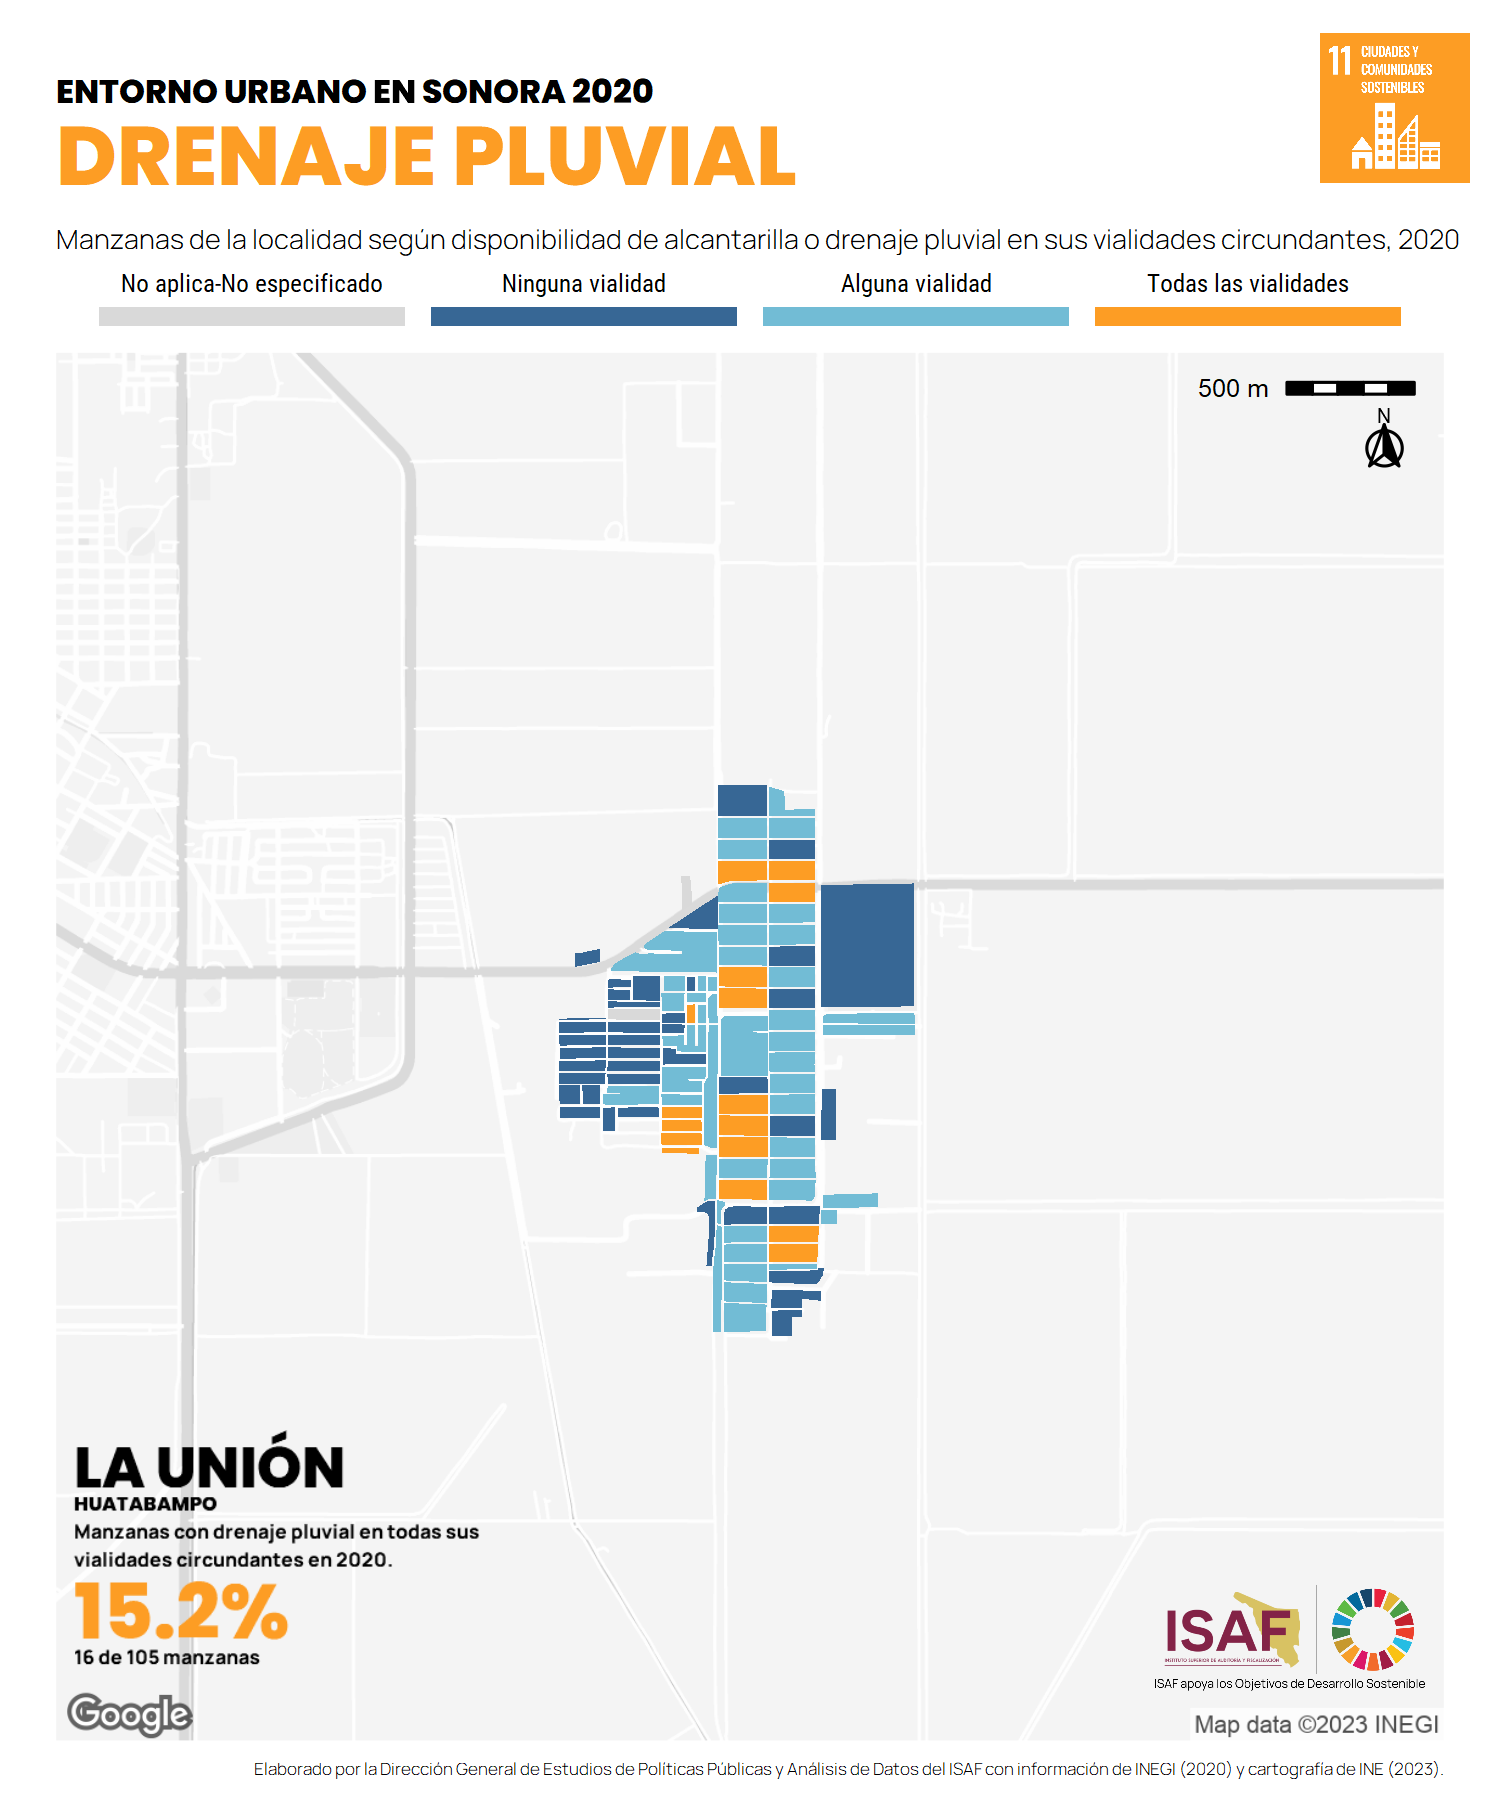 ENTORNO URBANO EN SONORA 2020
DRENAJE PLUVIAL
11 CIUDADES Y
COMUNIDADES
SOSTENIBLES
Manzanas de la localidad según disponibilidad de alcantarilla o drenaje pluvial en sus vialidades circundantes, 2020
No aplica-No especificado Ninguna vialidad Alguna vialidad Todas las vialidades
500 m
N
LA UNIÓN
HUATABAMPO
Manzanas con drenaje pluvial en todas sus
vialidades circundantes en 2020.
15.2%
16 de 105 manzanas
Google
ISAF
INSTITUTO SUPERIOR DE AUDITORÍA Y FISCALIZACIÓN
ISAF apoya los Objetivos de Desarrollo Sostenible
Map data ©2023 INEGI
Elaborado por la Dirección General de Estudios de Políticas Públicas y Análisis de Datos del ISAF con información de INEGI (2020) y cartografía de INE (2023).